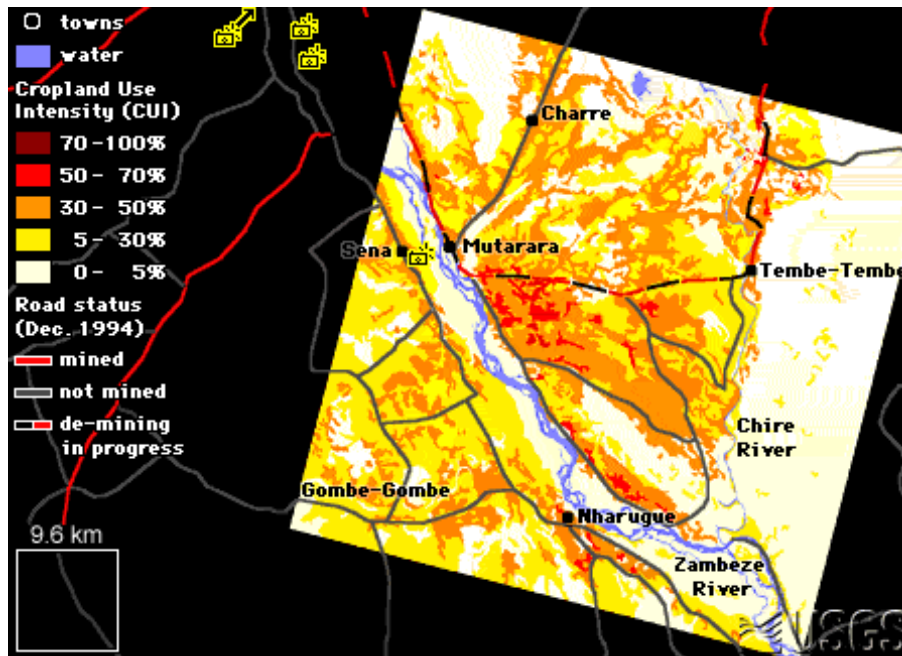 towns
water
Cropland Use
Intensity (CUI)
70 - 100%
50 - 70%
30 - 50%
5 - 30%
0 - 5%
Road status
(Dec. 1994)
mined
not mined
de-mining
in progress
9.6 km
Charre
Sena
Mutarara
Tembe-Tembe
Chire
River
Gombe-Gombe
Nharugue
Zambeze
River
USGS